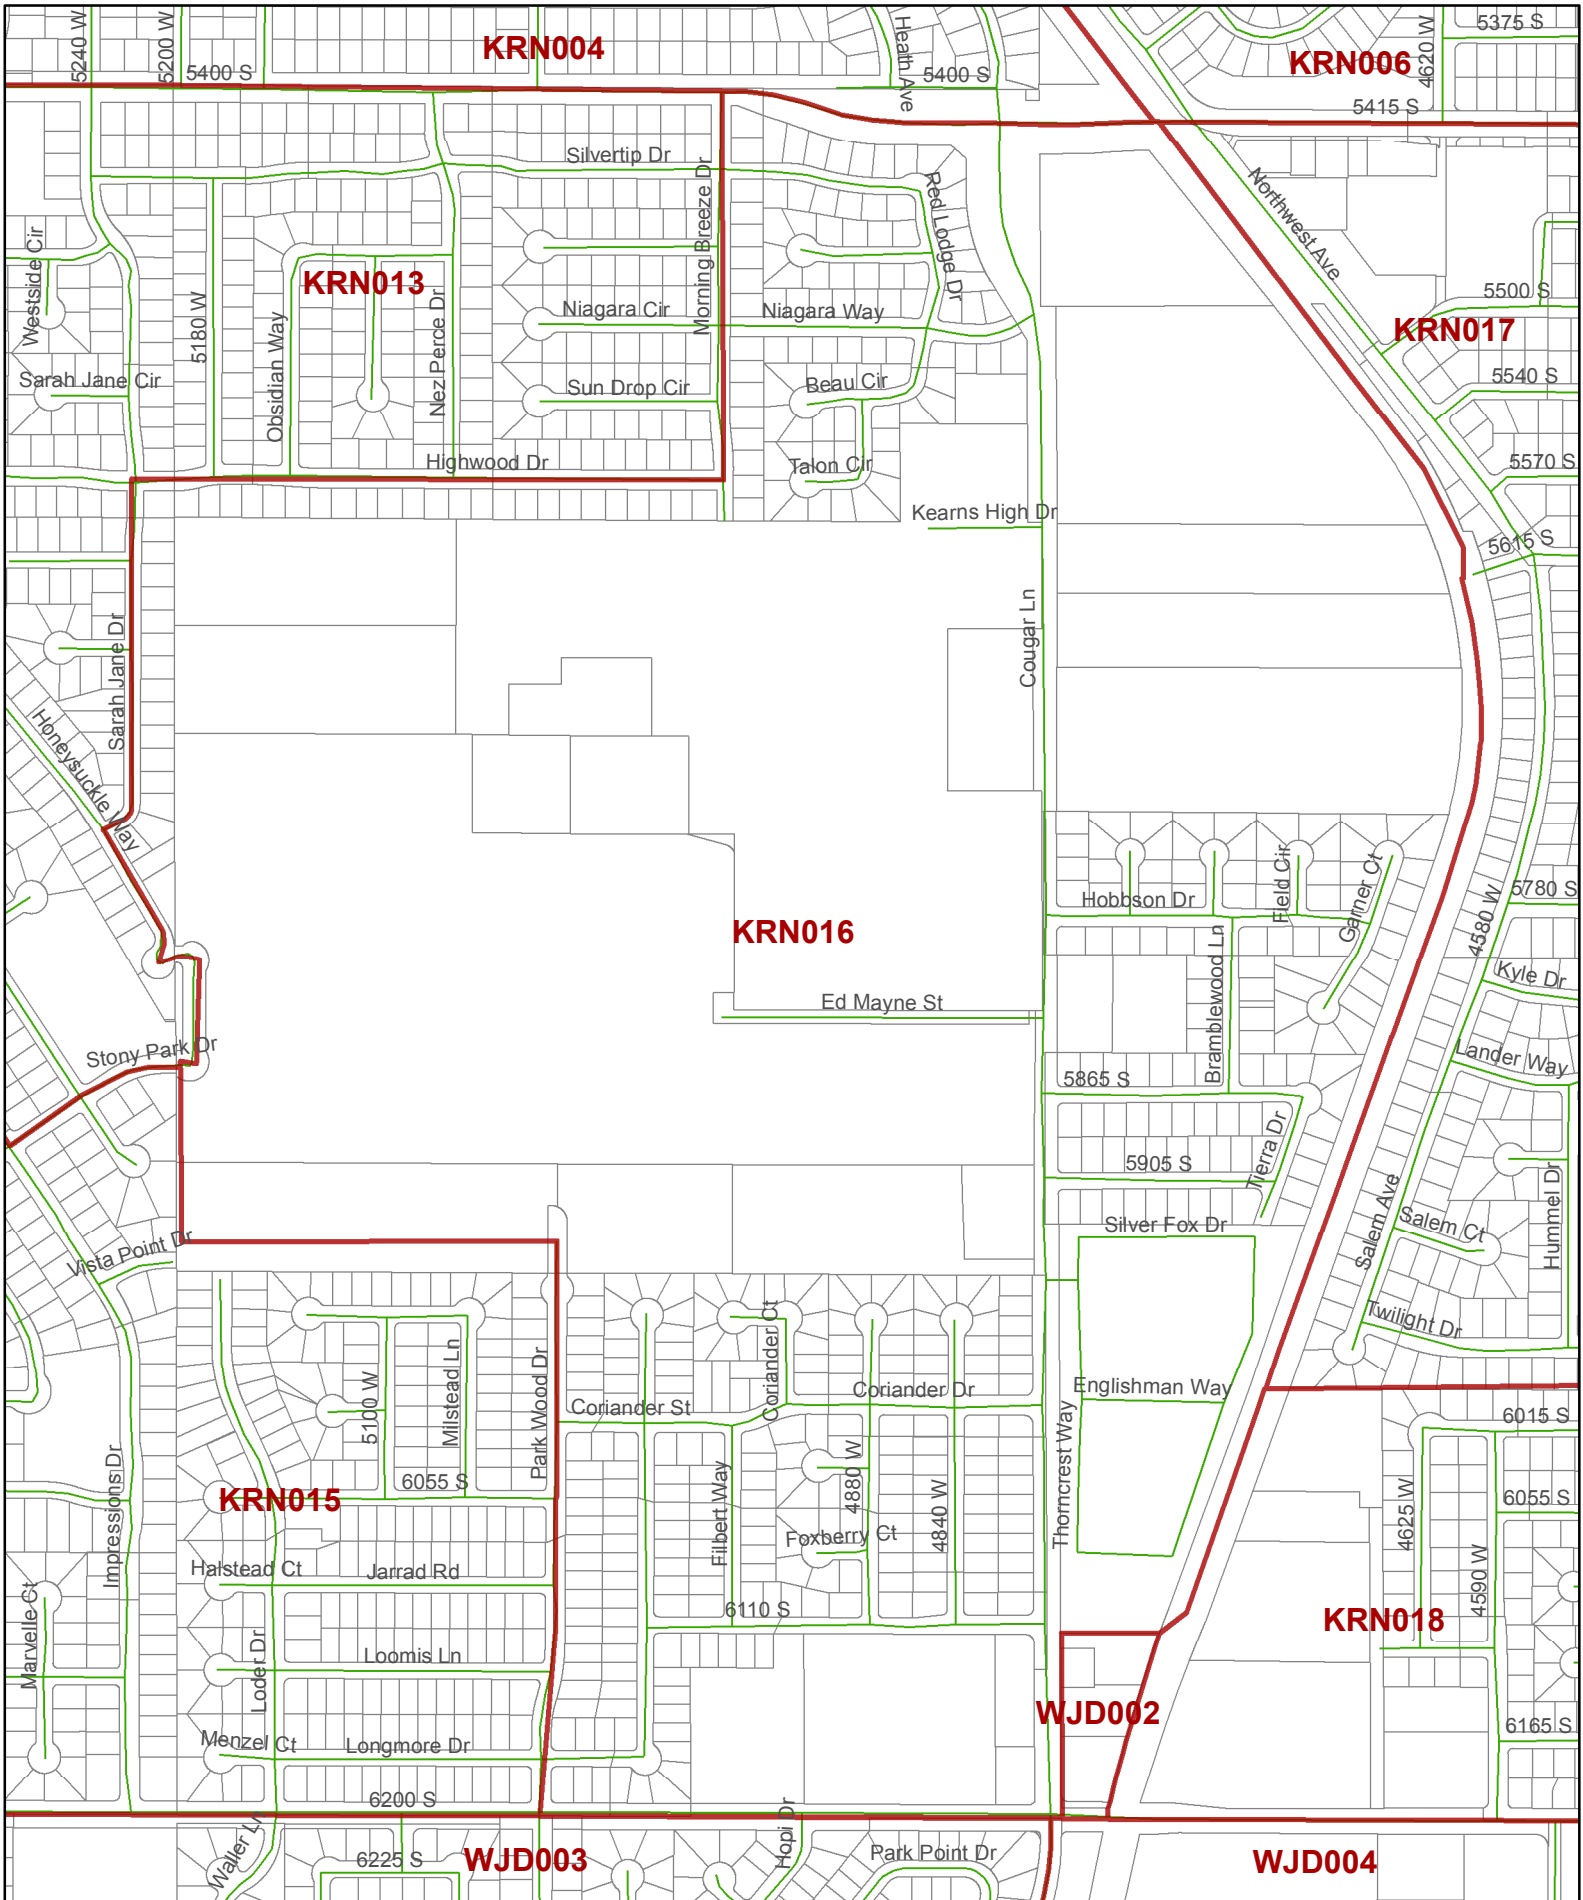 5240 W
5200 W
5400 S
KRN004
Heath Ave
5400 S
KRN006
4620 W
5375 S
5415 S
Silvertip Dr
Morning Breeze Dr
Red Lodge Dr
Northwest Ave
Westside Cir
5180 W
KRN013
Obsidian Way
Nez Perce Dr
Niagara Cir
Niagara Way
5500 S
KRN017
Sarah Jane Cir
Sun Drop Cir
Beau Cir
5540 S
Highwood Dr
Talon Cir
5570 S
Kearns High Dr
5615 S
Sarah Jane Dr
Cougar Ln
Honeysuckle Way
Hobbson Dr
Field Cir
Garner Ct
4580 W
5780 S
KRN016
Bramblewood Ln
Kyle Dr
Ed Mayne St
Stony Park Dr
5865 S
Lander Way
Tierra Dr
5905 S
Hummel Dr
Silver Fox Dr
Salem Ave
Salem Ct
Vista Point Dr
Twilight Dr
Coriander Ct
5100 W
Milstead Ln
Park Wood Dr
Coriander St
Coriander Dr
Englishman Way
Thorncrest Way
6015 S
Impressions Dr
KRN015
6055 S
Filbert Way
4880 W
4840 W
Foxberry Ct
4625 W
6055 S
Halstead Ct
Jarrad Rd
Marvelle Ct
6110 S
4590 W
KRN018
Loder Dr
Loomis Ln
WJD002
Menzel Ct
Longmore Dr
6165 S
6200 S
Waller Ln
6225 S
WJD003
Hopi Dr
Park Point Dr
WJD004